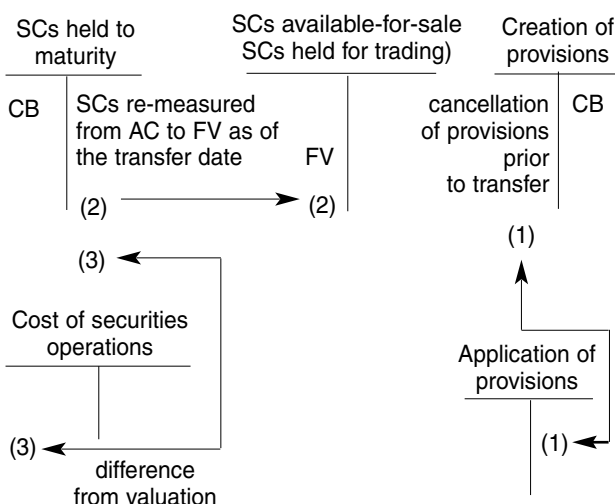 SCs held to
maturity
CB
SCs re-measured
from AC to FV as of
the transfer date
(2)
(3)
SCs available-for-sale
SCs held for trading)
FV
(2)
Creation of
provisions
cancellation
of provisions
prior
to transfer
CB
(1)
Cost of securities
operations
(3)
difference
from valuation
Application of
provisions
(1)